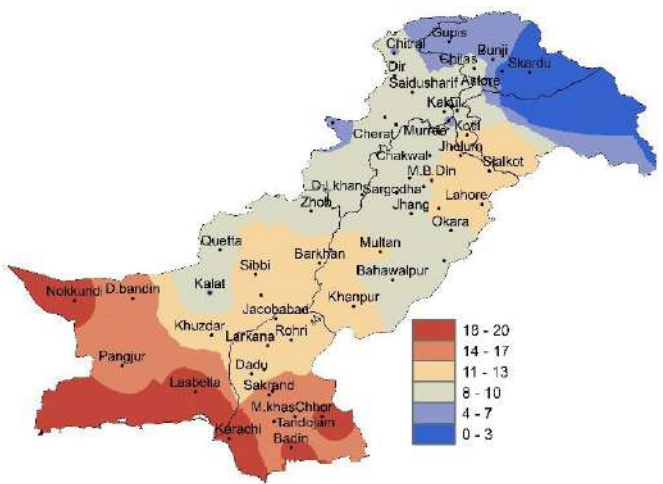 Gupis
Chitral
Bunji
Dir
Chilas
Skardu
Astore
Saidusharif
Kakul
Cherat
Murree
Kotli
Jhelum
Chakwal
Sialkot
M.B.DIn
D.I.khan
Sargodha
Lahore
Zhob
Jhang
Okara
Quetta
Multan
Barkhan
Sibbi
Bahawalpur
Kalat
Nokkundi
D.bandin
Khanpur
Jacobabad
Khuzdar
Larkana
Rohri
Pangjur
Dadu
Lasbella
Sakrand
M.khas
Chhor
Tandojam
Karachi
Badin
18 - 20
14 - 17
11 - 13
8 - 10
4 - 7
0 - 3